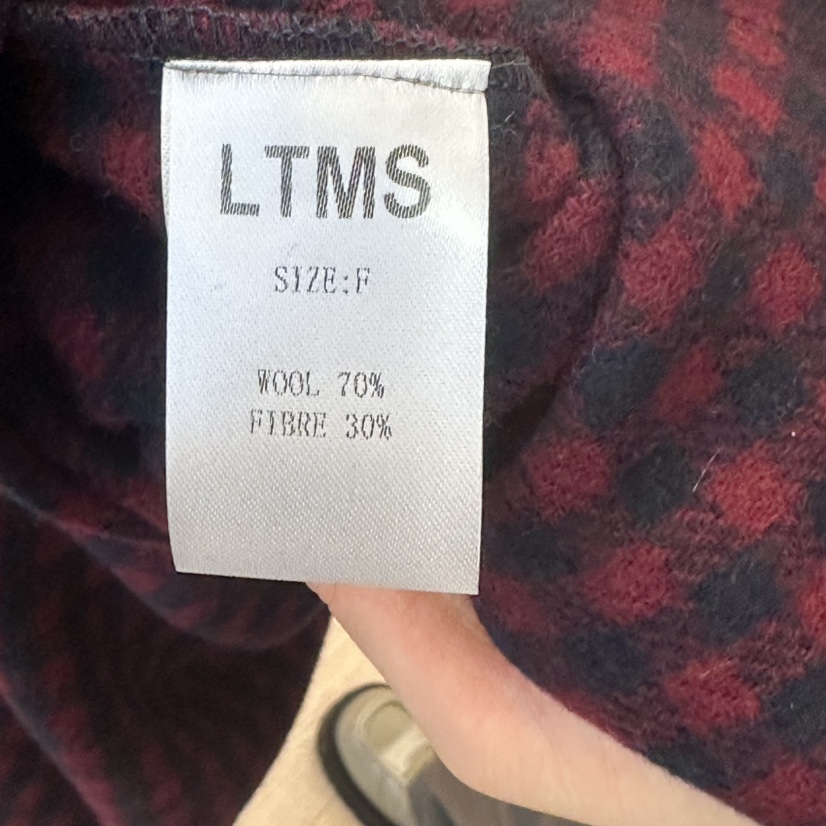 LTMS
SIZE:F
WOOL 70%
FIBRE 30%